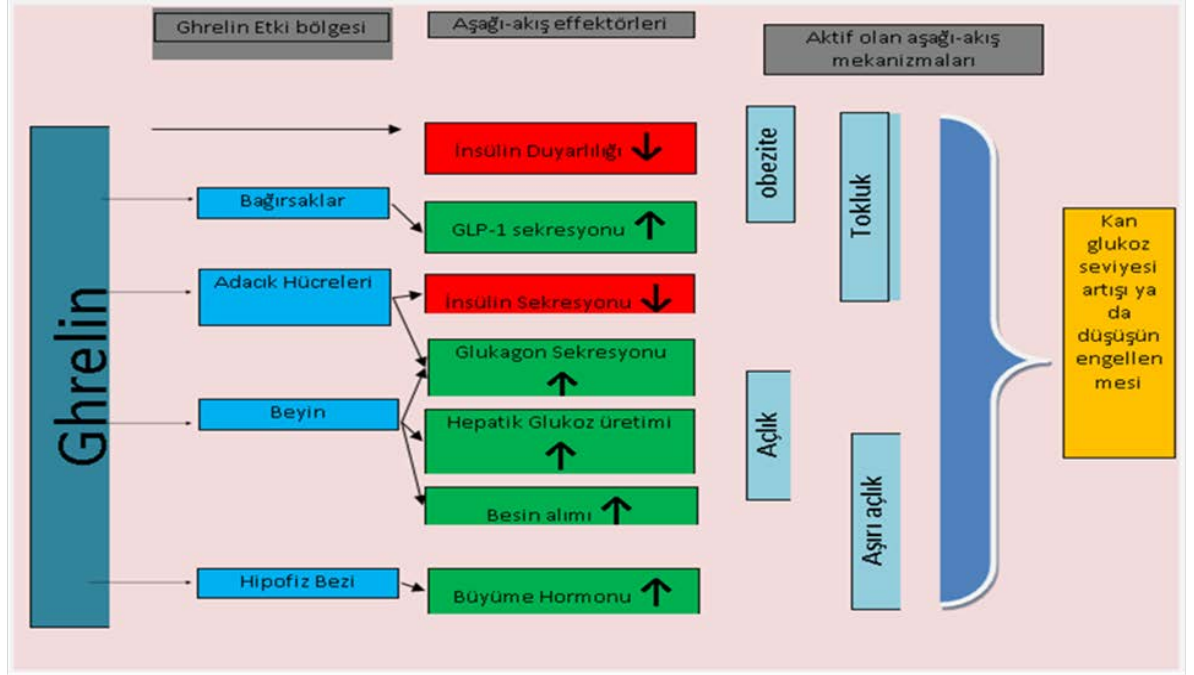 Ghrelin Etki bölgesi
Aşağı-akış effektörleri
Aktif olan aşağı-akış
mekanizmaları
Ghrelin
İnsülin Duyarlılığı ↓
Bağırsaklar
GLP-1 sekresyonu ↑
Adacık Hücreleri
İnsülin Sekresyonu ↓
Glukagon Sekresyonu
↑
Beyin
Hepatik Glukoz üretimi
↑
Besin alımı ↑
Hipofiz Bezi
Büyüme Hormonu ↑
obezite
Tokluk
Açlık
Aşırı açlık
Kan
glukoz
seviyesi
artışı ya
da
düşüşün
engellen
mesi